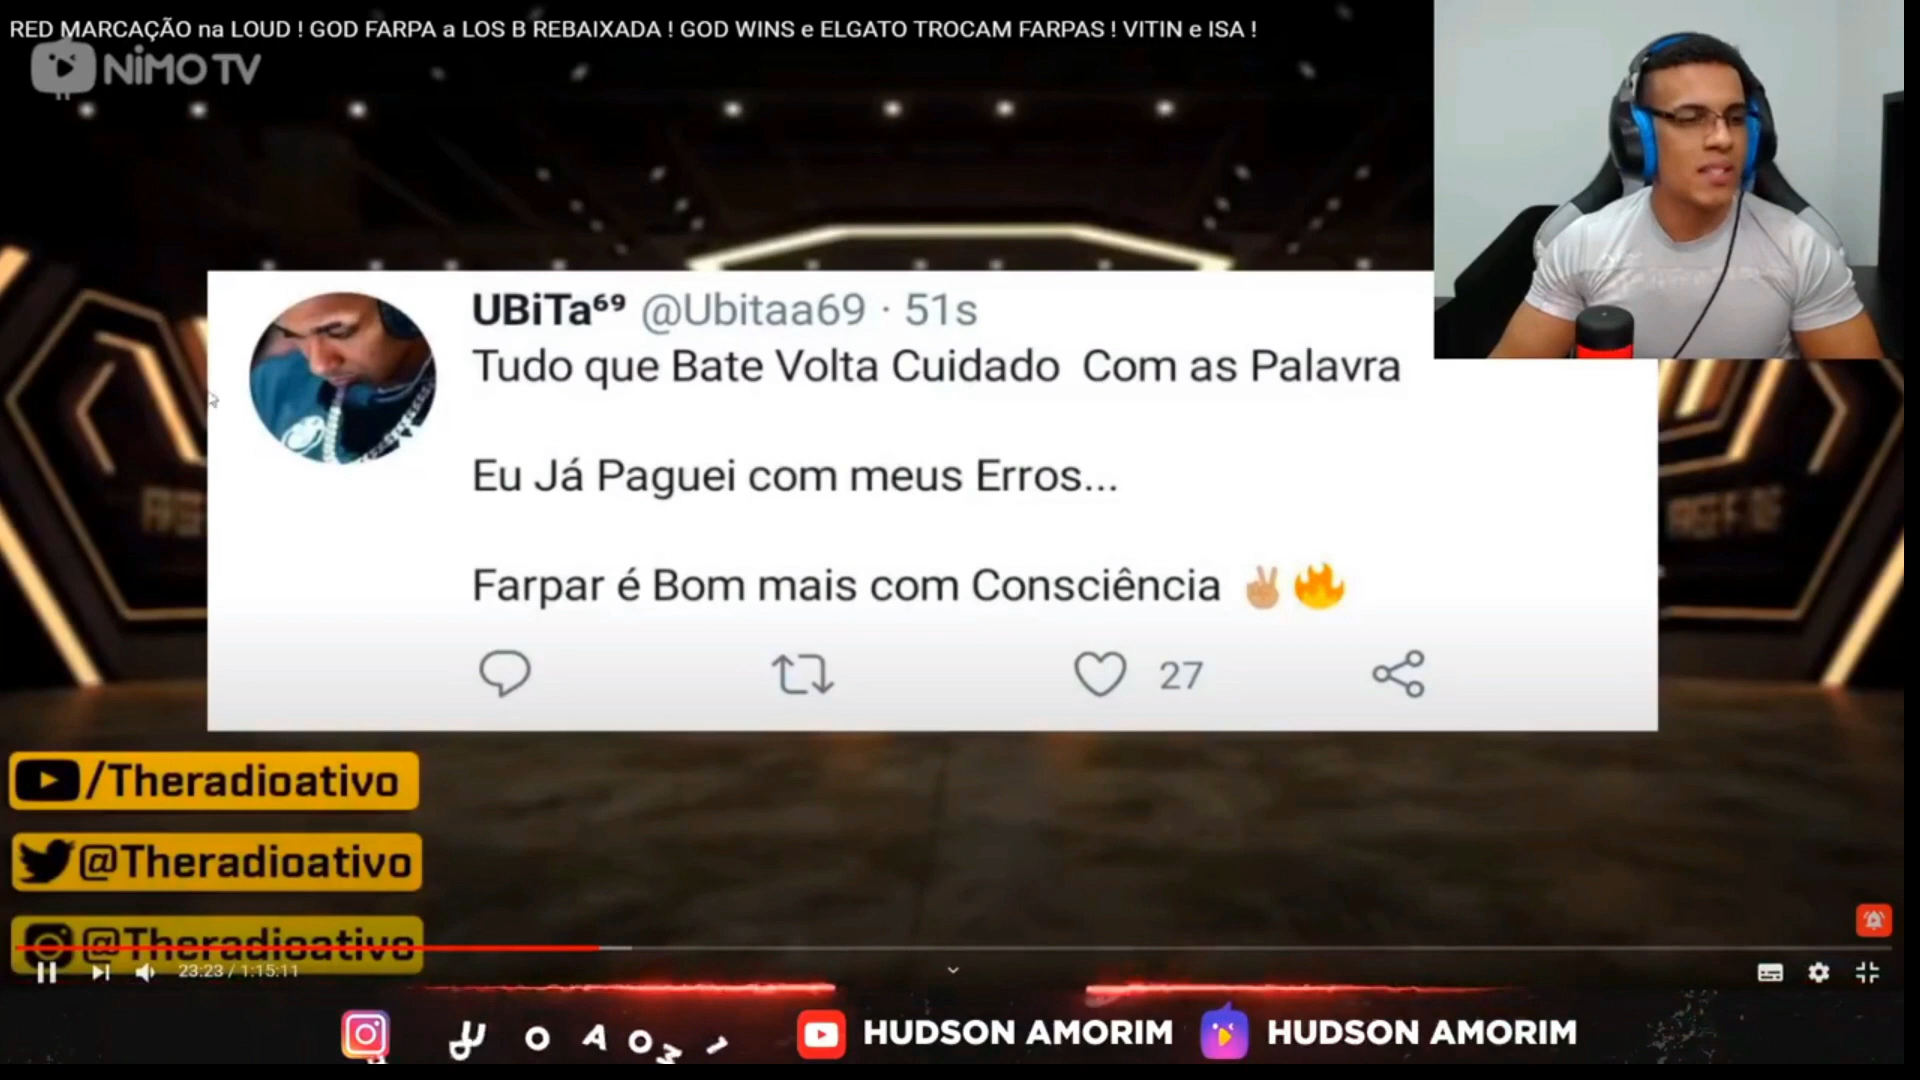 RED MARCAÇÃO na LOUD ! GOD FARPA a LOS B REBAIXADA ! GOD WINS e ELGATO TROCAM FARPAS ! VITIN e ISA !
NIMO TV
UBiTa⁶⁹ @Ubitaa69 · 51s
Tudo que Bate Volta Cuidado  Com as Palavra
Eu Já Paguei com meus Erros...
Farpar é Bom mais com Consciência ✌🏼🔥
27
/Theradioativo
@Theradioativo
@Theradioativo
23:23 / 1:15:11
HUDSON AMORIM
HUDSON AMORIM